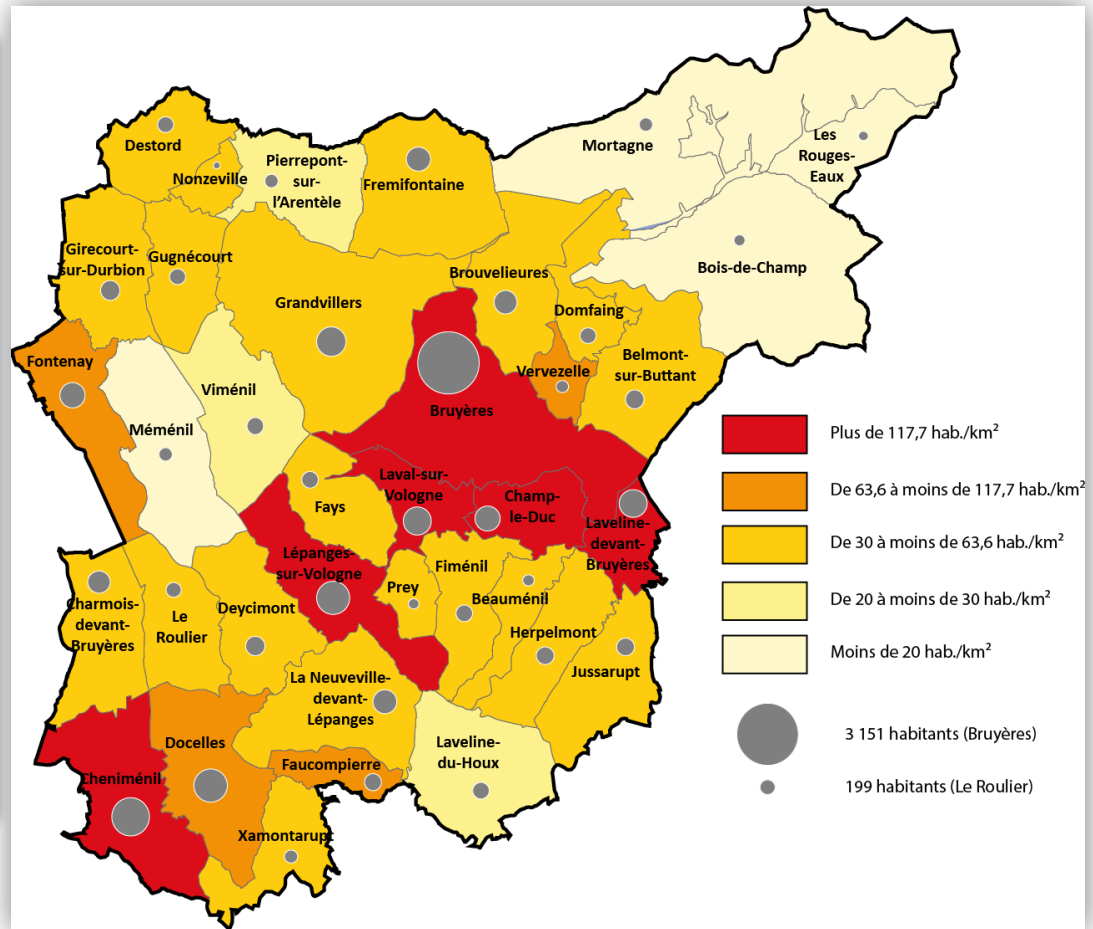 Destord
Nonzeville
Pierrepont-
sur-
l'Arentèle
Fremifontaine
Mortagne
Les
Rouges-
Eaux
Bois-de-Champ
Girecourt-
sur-Durbion
Gugnécourt
Grandvillers
Brouvelieures
Domfaing
Belmont-
sur-Buttant
Vervezelle
Fontenay
Viménil
Bruyères
Méménil
Laval-sur-
Vologne
Champ-
le-Duc
Laveline-
devant-
Bruyères
Fays
Lépanges-
sur-Vologne
Fiménil
Prey
Beauménil
Herpelmont
Jussarupt
Charmois-
devant-
Bruyères
Le
Roulier
Deycimont
La Neuveville-
devant-
Lépanges
Laveline-
du-Houx
Docelles
Faucompierre
Cheniménil
Xamontarupt
Plus de 117,7 hab./km²
De 63,6 à moins de 117,7 hab./km²
De 30 à moins de 63,6 hab./km²
De 20 à moins de 30 hab./km²
Moins de 20 hab./km²
3 151 habitants (Bruyères)
199 habitants (Le Roulier)